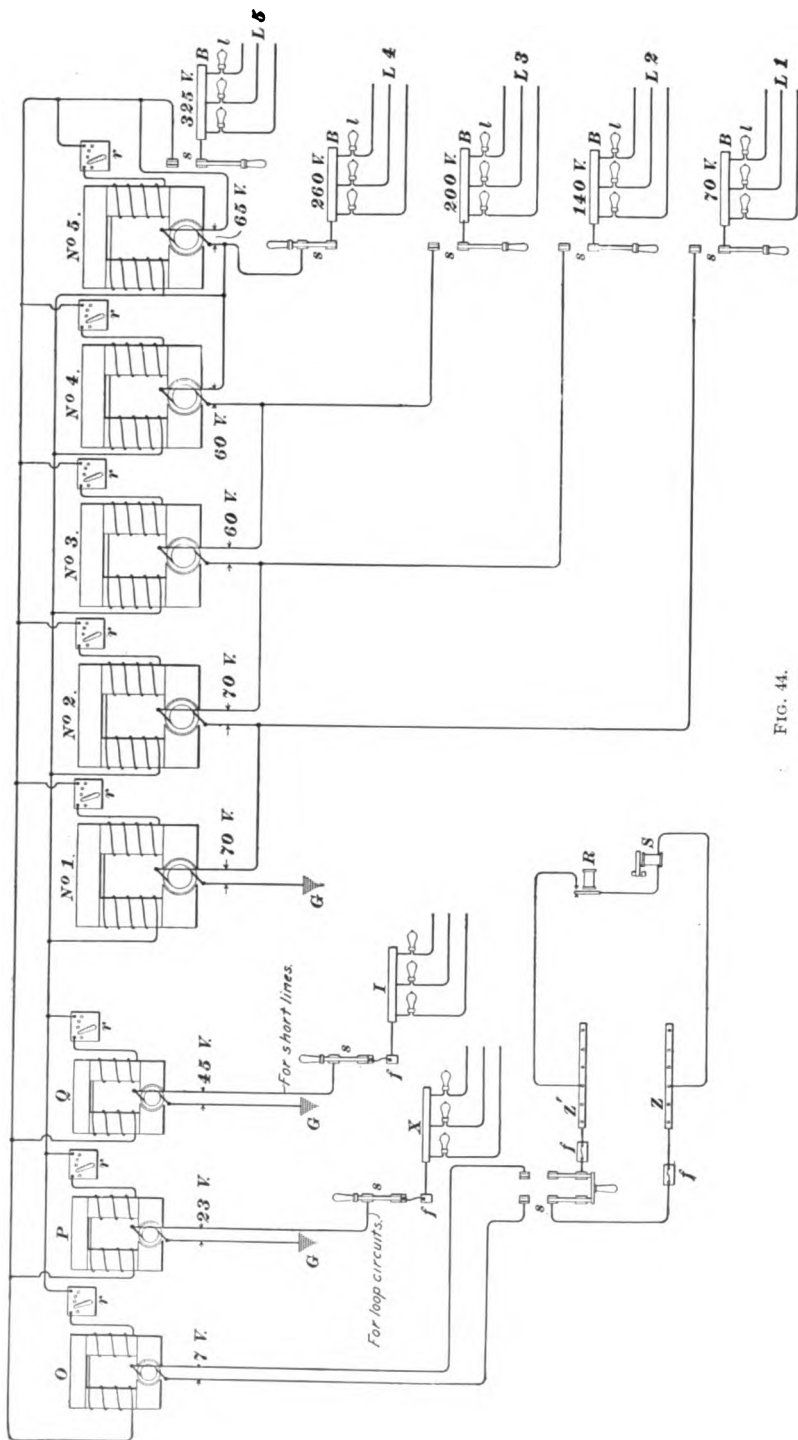 O
P
Q
Nº 1.
Nº 2.
Nº 3.
Nº 4.
Nº 5.
r
r
r
r
r
r
r
r
7 V.
23 V.
45 V.
70 V.
70 V.
60 V.
60 V.
65 V.
G
G
G
For loop circuits.
For short lines.
s
f
X
s
f
I
s
325 V.
B
l
L 5
s
260 V.
B
l
L 4
s
200 V.
B
l
L 3
s
140 V.
B
l
L 2
s
70 V.
B
l
L 1
s
f
Z'
f
Z
R
S
FIG. 44.